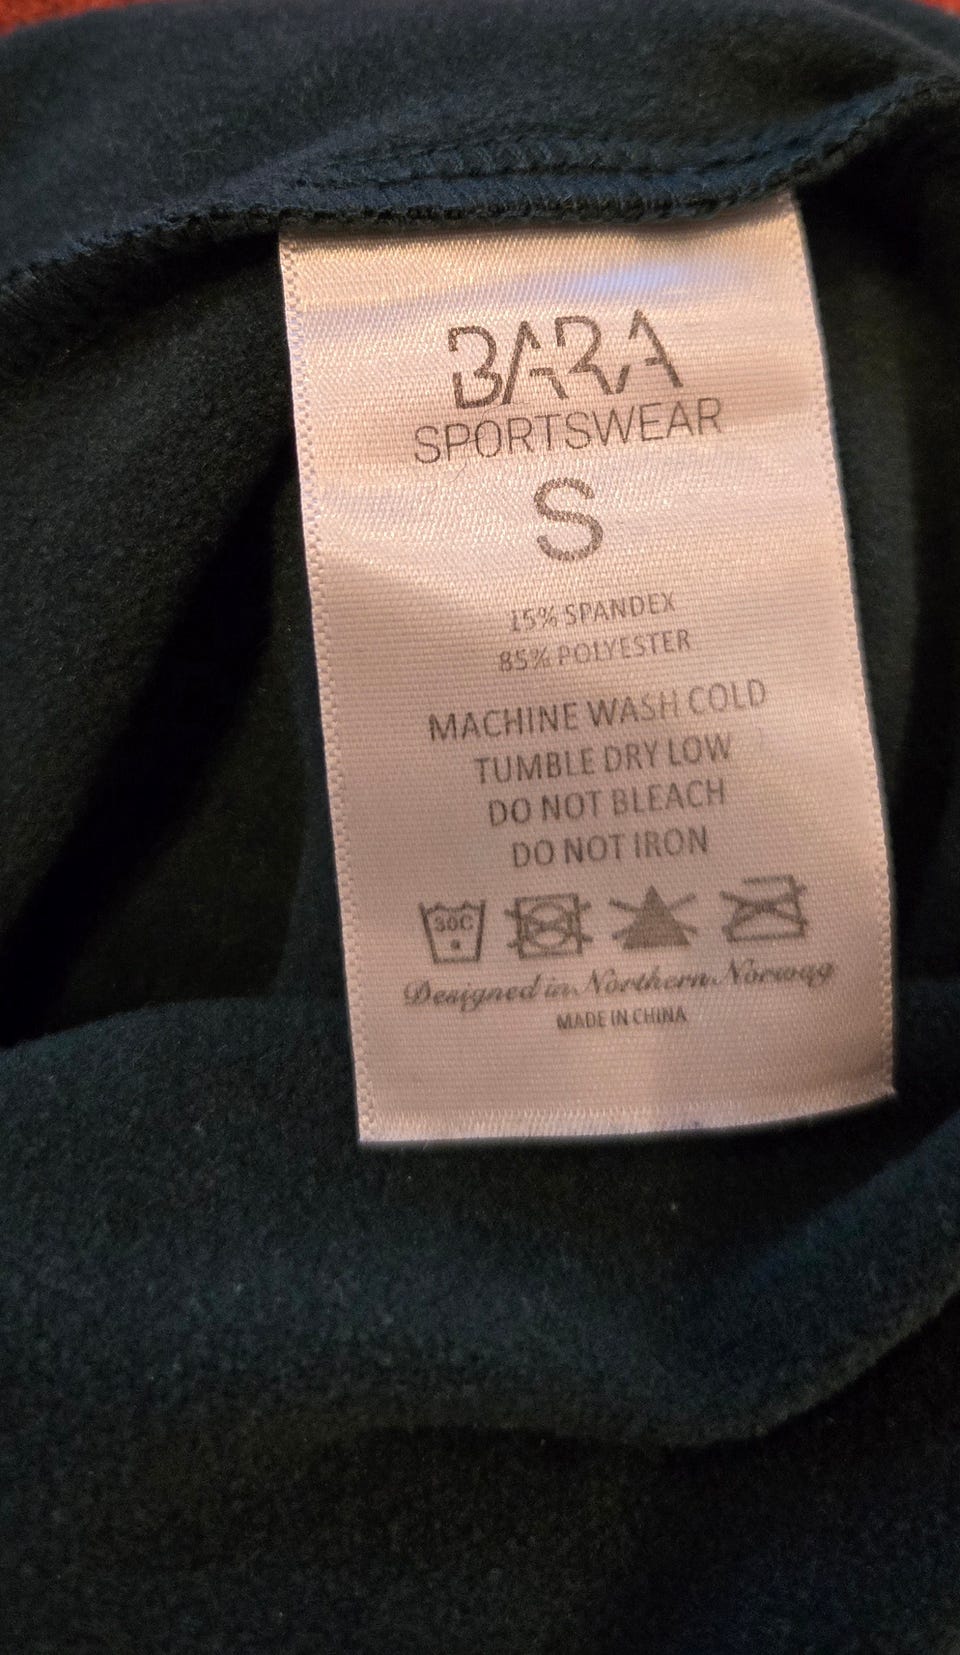 BARA
SPORTSWEAR
S
15% SPANDEX
85% POLYESTER
MACHINE WASH COLD
TUMBLE DRY LOW
DO NOT BLEACH
DO NOT IRON
30C
Designed in Northern Norway
MADE IN CHINA